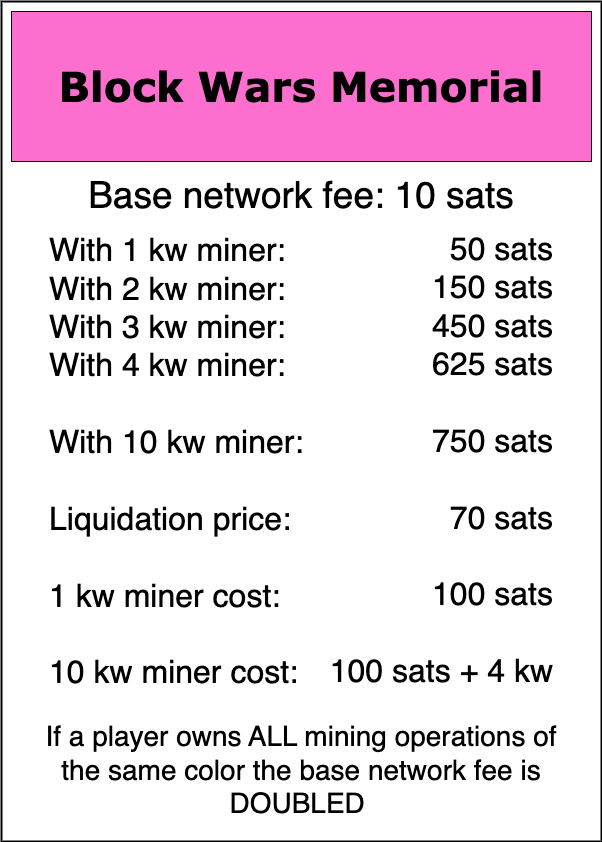 Block Wars Memorial
Base network fee: 10 sats
With 1 kw miner: 50 sats
With 2 kw miner: 150 sats
With 3 kw miner: 450 sats
With 4 kw miner: 625 sats
With 10 kw miner: 750 sats
Liquidation price: 70 sats
1 kw miner cost: 100 sats
10 kw miner cost: 100 sats + 4 kw
If a player owns ALL mining operations of
the same color the base network fee is
DOUBLED